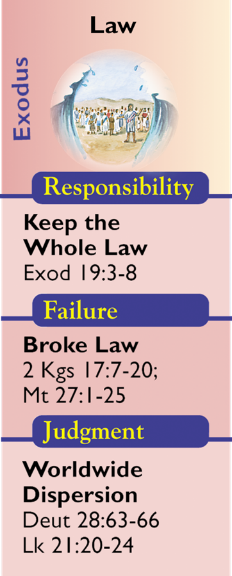 Law
Exodus
Responsibility
Keep the
Whole Law
Exod 19:3-8
Failure
Broke Law
2 Kgs 17:7-20;
Mt 27:1-25
Judgment
Worldwide
Dispersion
Deut 28:63-66
Lk 21:20-24